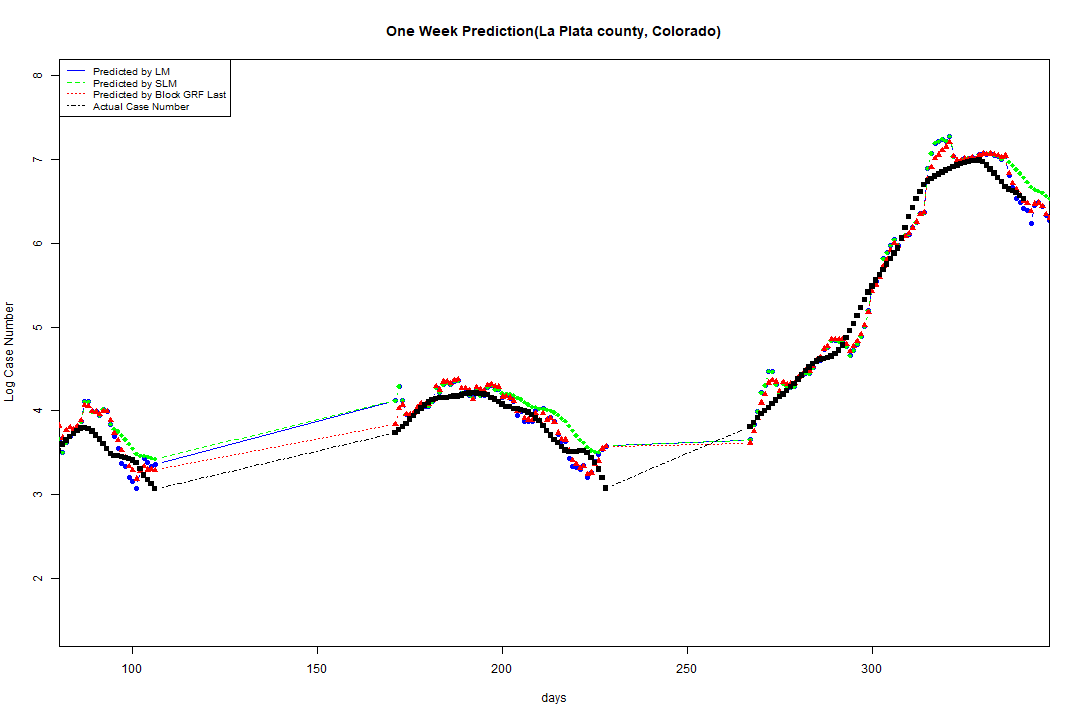 One Week Prediction(La Plata county, Colorado)
Predicted by LM
Predicted by SLM
Predicted by Block GRF Last
Actual Case Number
8
7
6
5
4
3
2
Log Case Number
100 150 200 250 300
days